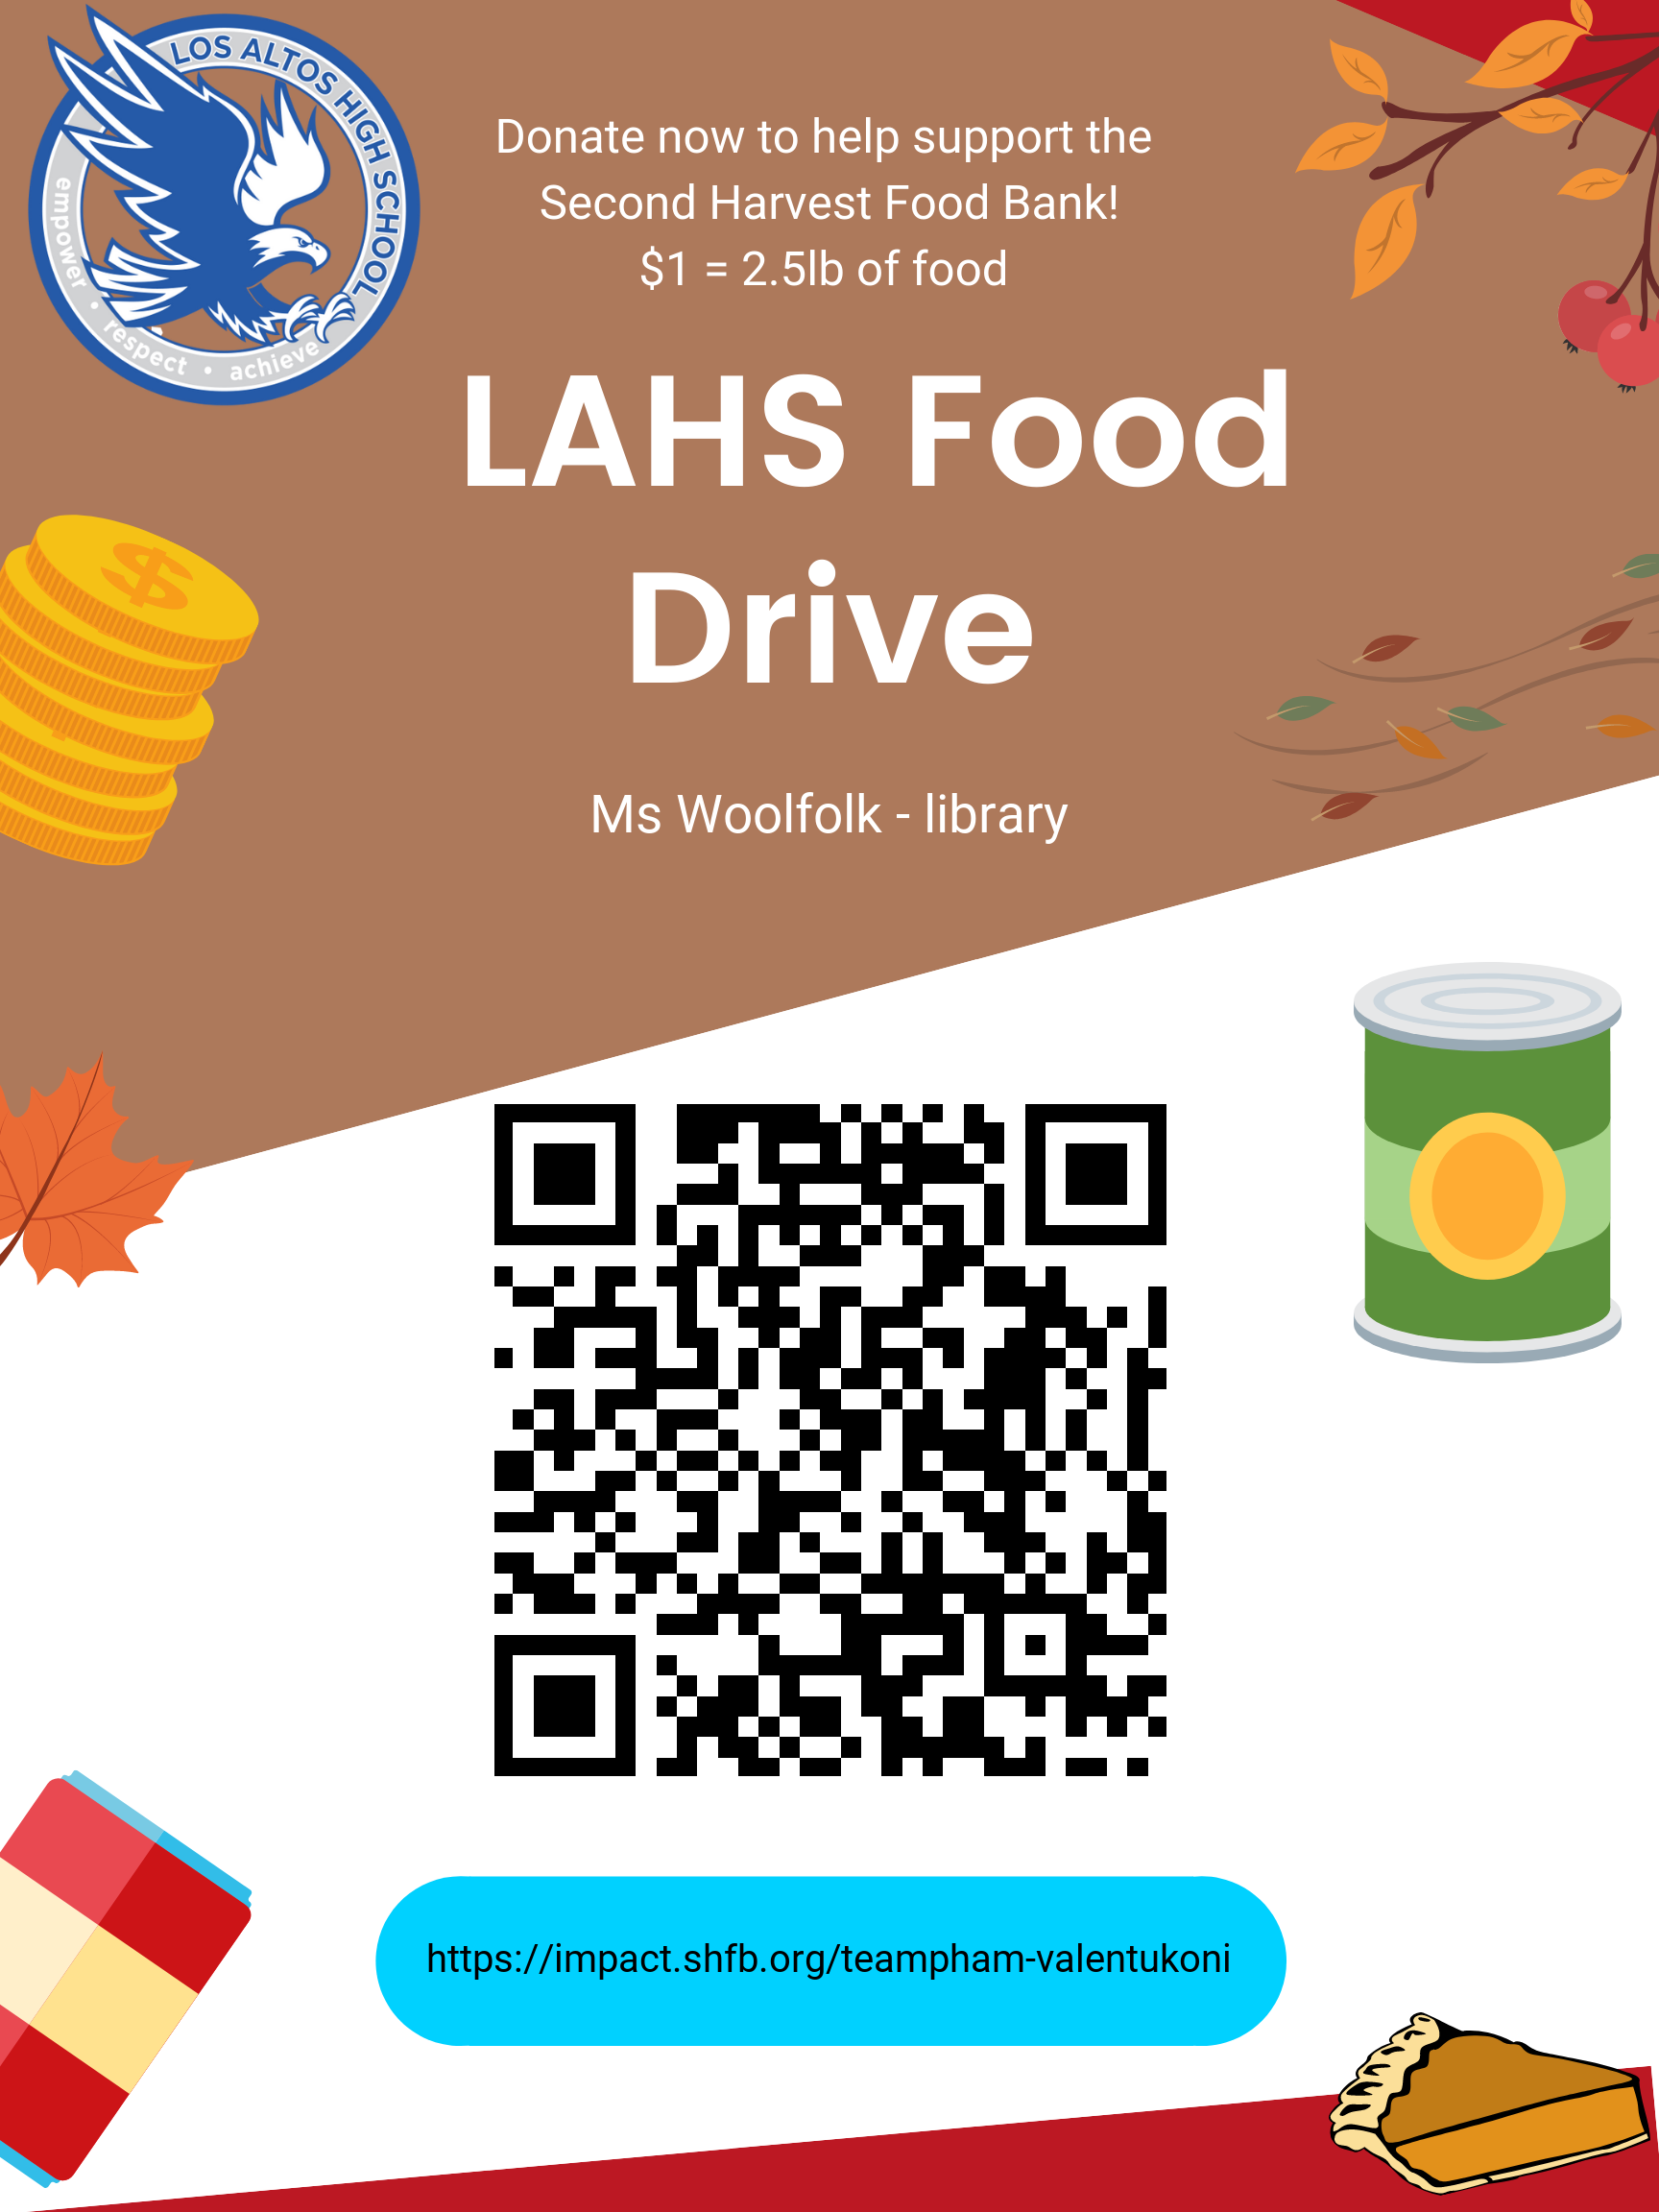 LOS ALTOS HIGH SCHOOL
empower • respect • achieve
Donate now to help support the
Second Harvest Food Bank!
$1 = 2.5lb of food
LAHS Food
Drive
$
Ms Woolfolk - library
https://impact.shfb.org/teampham-valentukoni